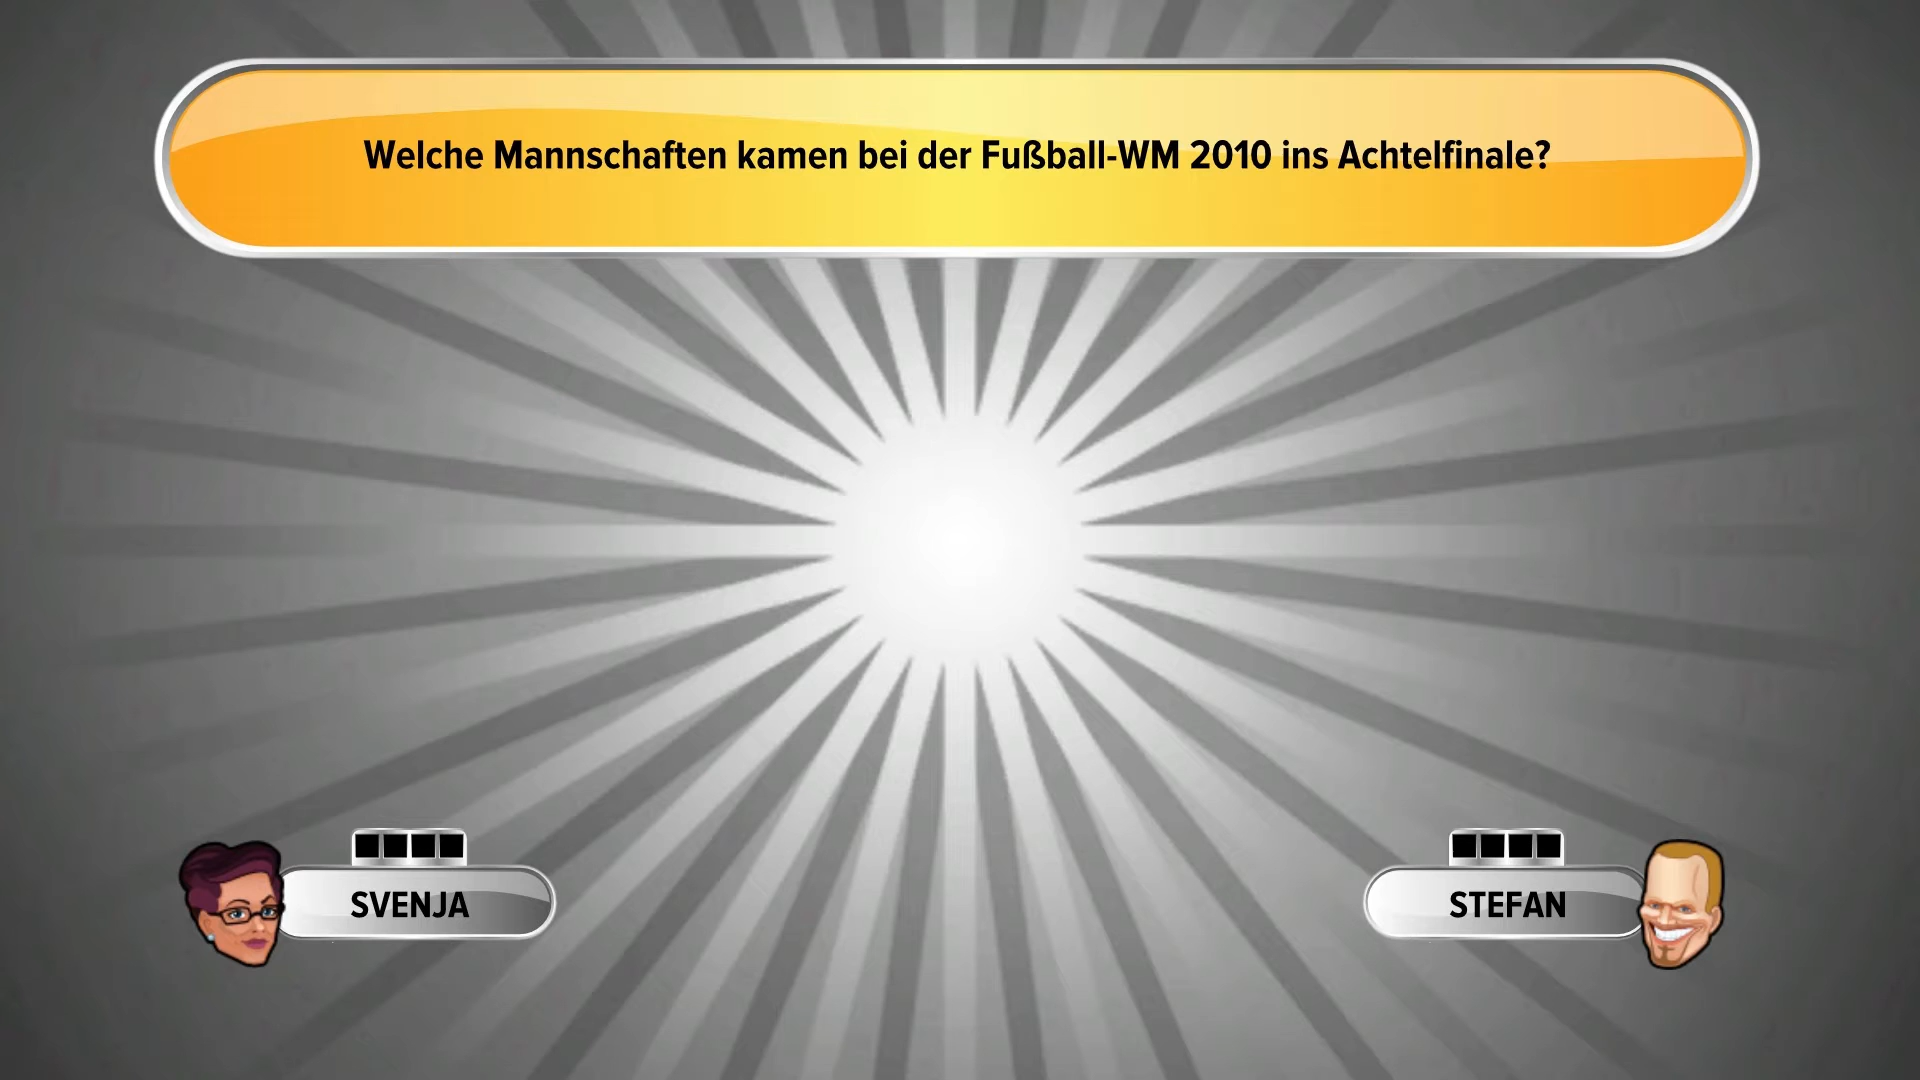 Welche Mannschaften kamen bei der Fußball-WM 2010 ins Achtelfinale?
SVENJA
STEFAN